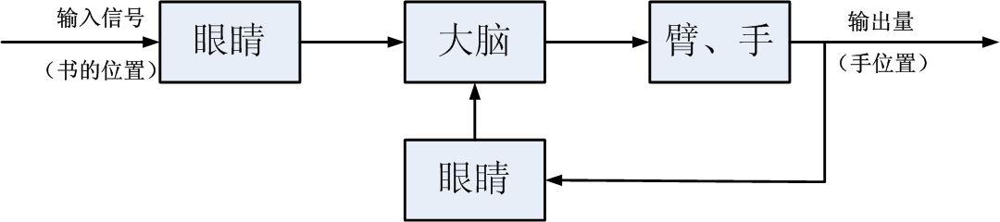 输入信号
（书的位置）
眼睛
大脑
臂、手
输出量
（手位置）
眼睛